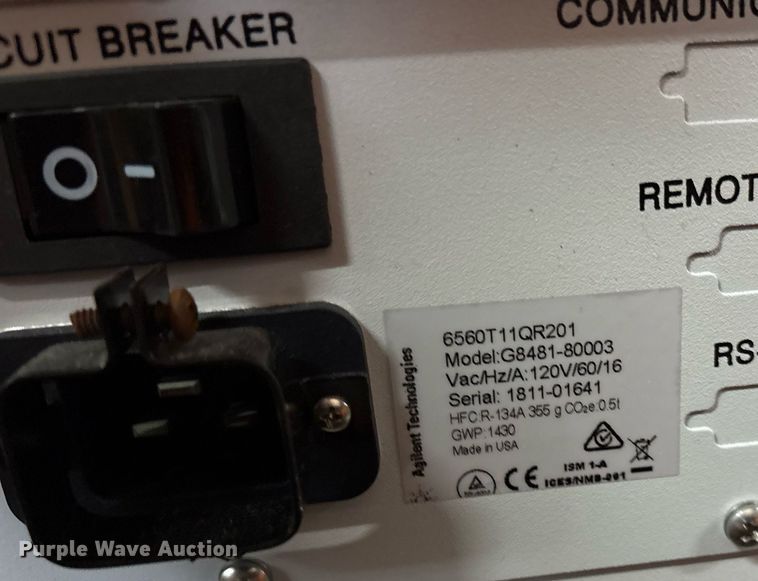 CUIT BREAKER
COMMUNIC
REMOT
RS-
Agilent Technologies
6560T11QR201
Model:G8481-80003
Vac/Hz/A:120V/60/16
Serial: 1811-01641
HFC:R-134A 355 g CO₂e:0.5t
GWP:1430
Made in USA
CE
ISM 1-A
ICES/NMB-001
Purple Wave Auction